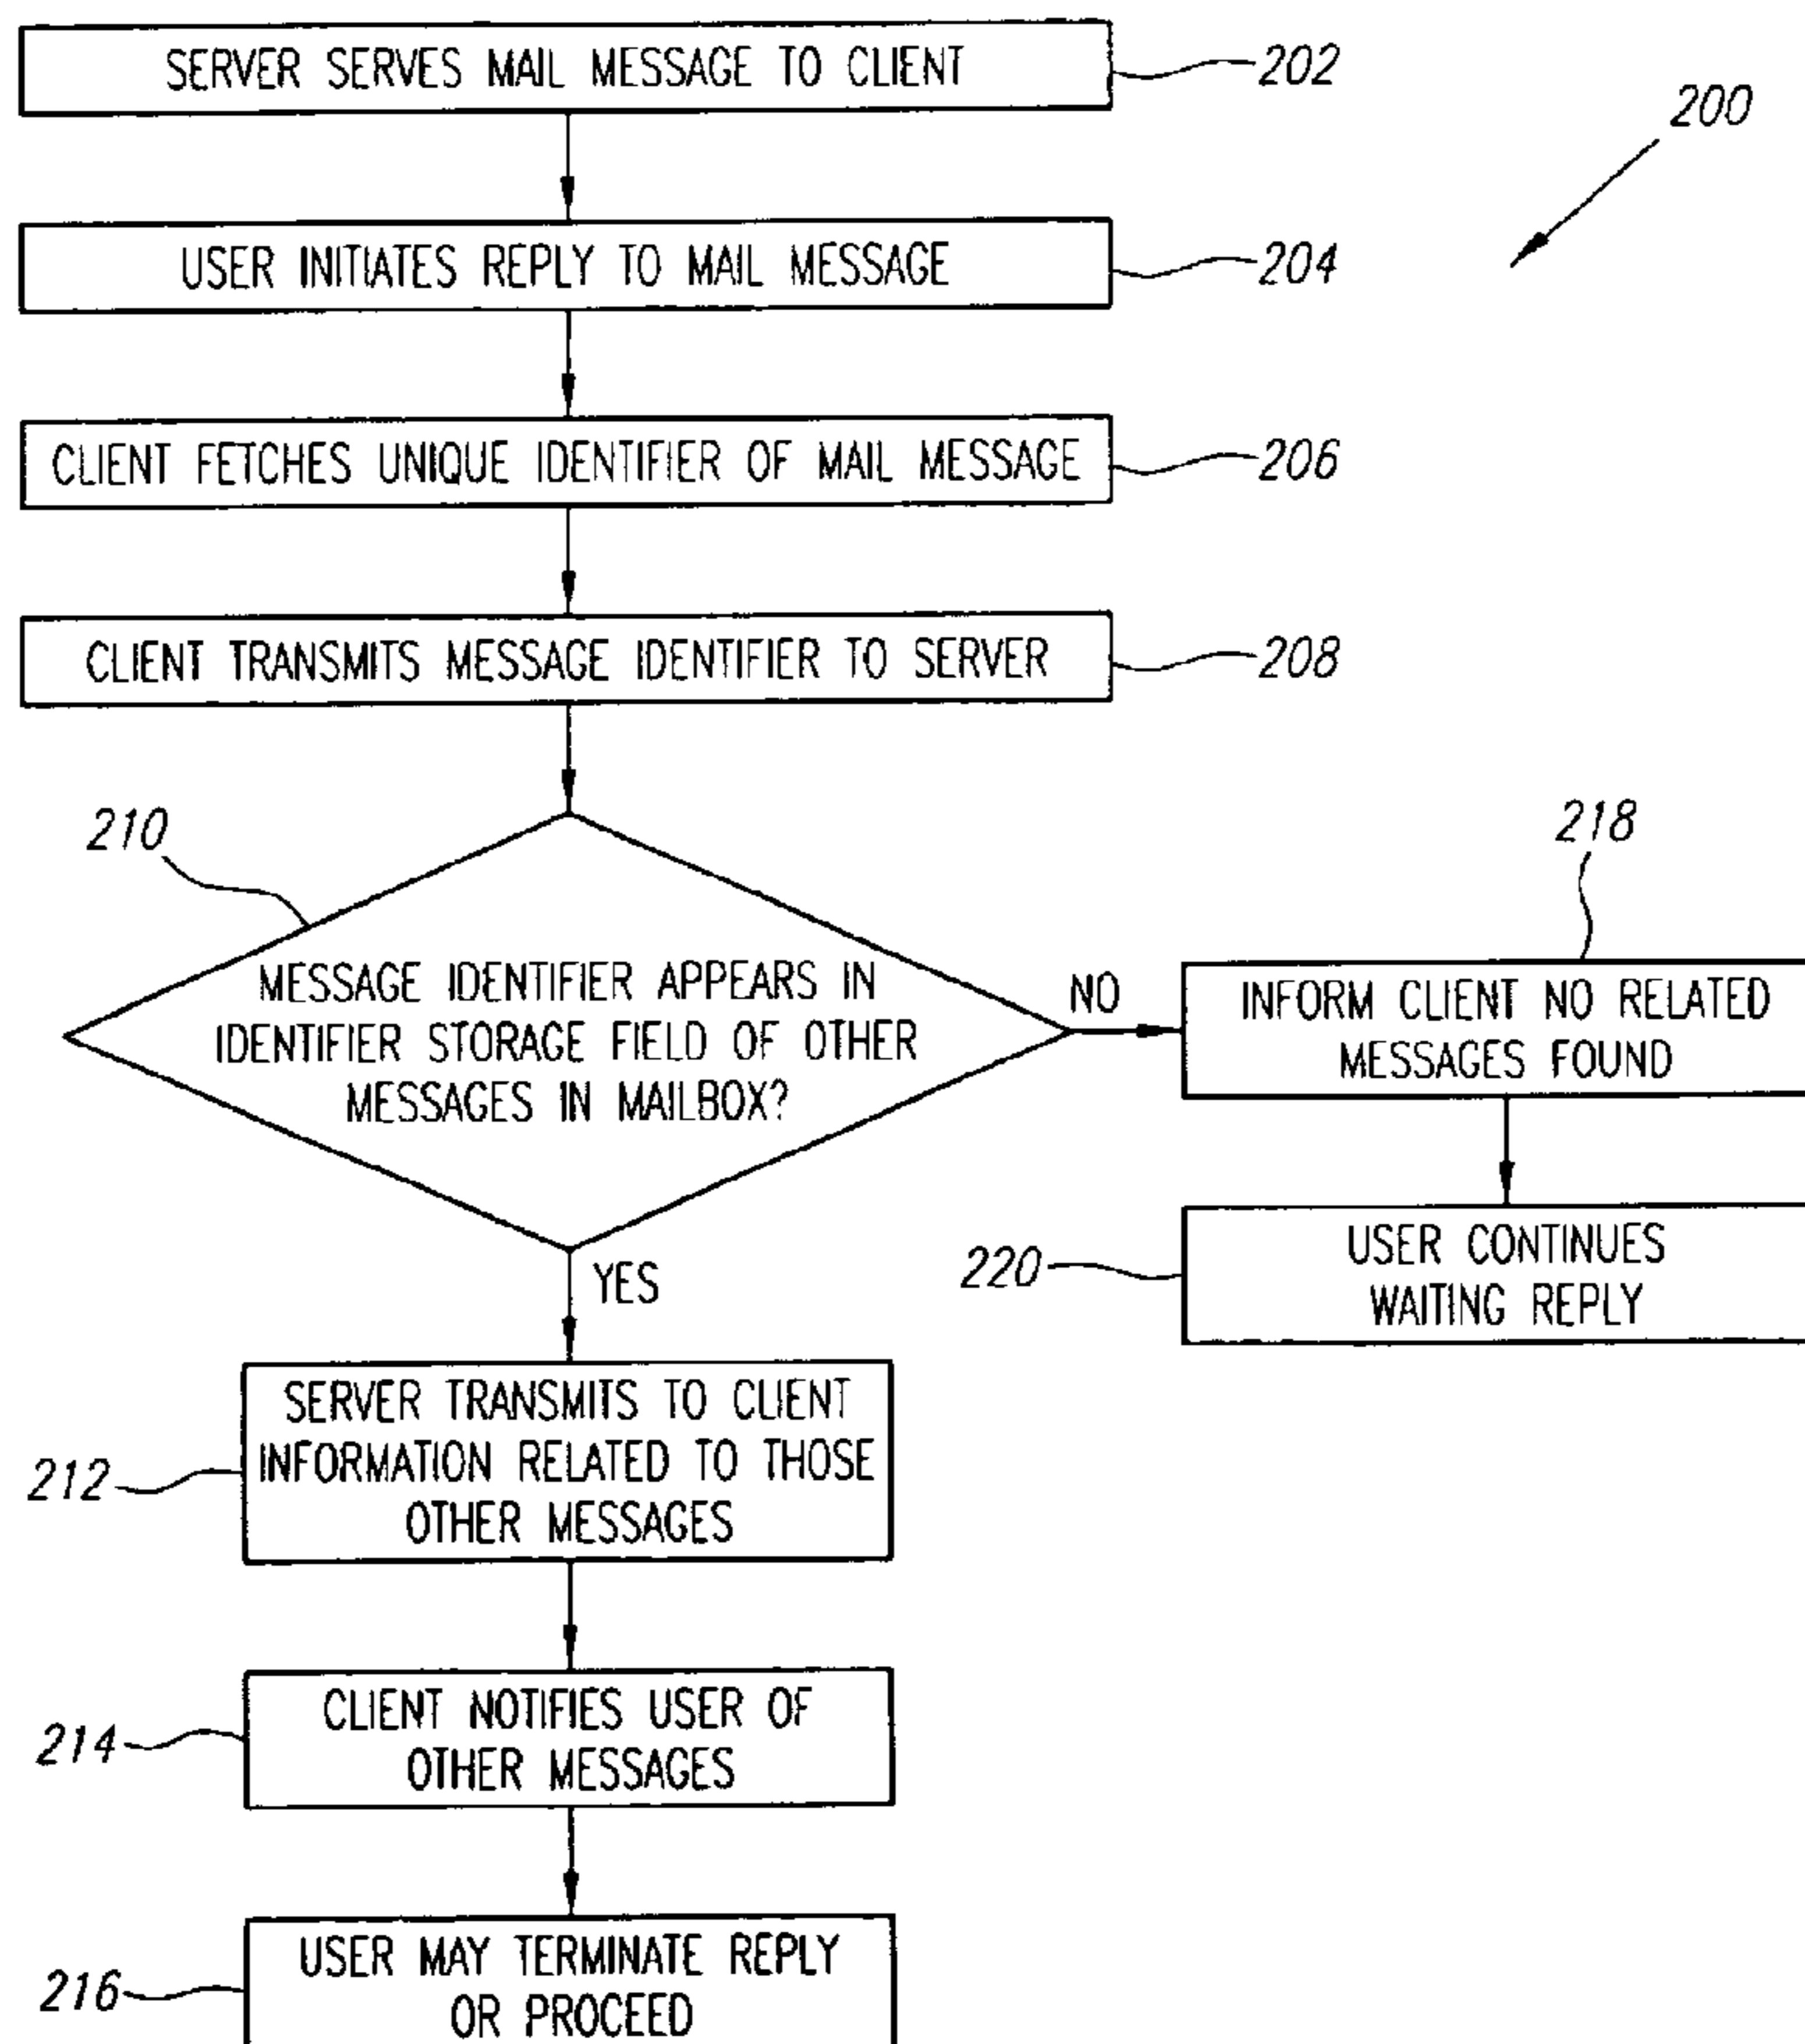 SERVER SERVES MAIL MESSAGE TO CLIENT
202
200
USER INITIATES REPLY TO MAIL MESSAGE
204
CLIENT FETCHES UNIQUE IDENTIFIER OF MAIL MESSAGE
206
CLIENT TRANSMITS MESSAGE IDENTIFIER TO SERVER
208
210
MESSAGE IDENTIFIER APPEARS IN
IDENTIFIER STORAGE FIELD OF OTHER
MESSAGES IN MAILBOX?
NO
218
INFORM CLIENT NO RELATED
MESSAGES FOUND
220
USER CONTINUES
WAITING REPLY
YES
212
SERVER TRANSMITS TO CLIENT
INFORMATION RELATED TO THOSE
OTHER MESSAGES
214
CLIENT NOTIFIES USER OF
OTHER MESSAGES
216
USER MAY TERMINATE REPLY
OR PROCEED